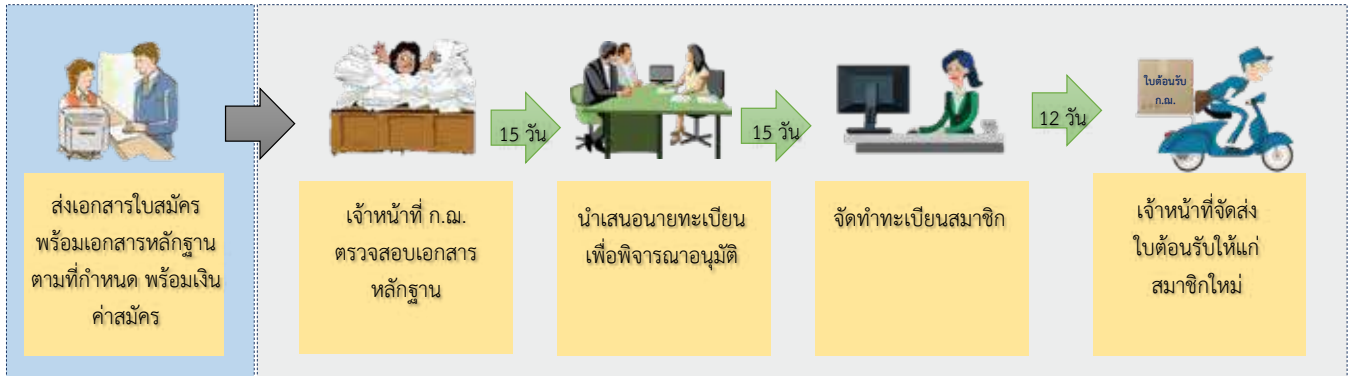 ใบต้อนรับ
ก.ณ.
15 วัน
15 วัน
12 วัน
ส่งเอกสารใบสมัคร
พร้อมเอกสารหลักฐาน
ตามที่กำหนด พร้อมเงิน
ค่าสมัคร
เจ้าหน้าที่ ก.ฌ.
ตรวจสอบเอกสาร
หลักฐาน
นำเสนอนายทะเบียน
เพื่อพิจารณาอนุมัติ
จัดทำทะเบียนสมาชิก
เจ้าหน้าที่จัดส่ง
ใบต้อนรับให้แก่
สมาชิกใหม่